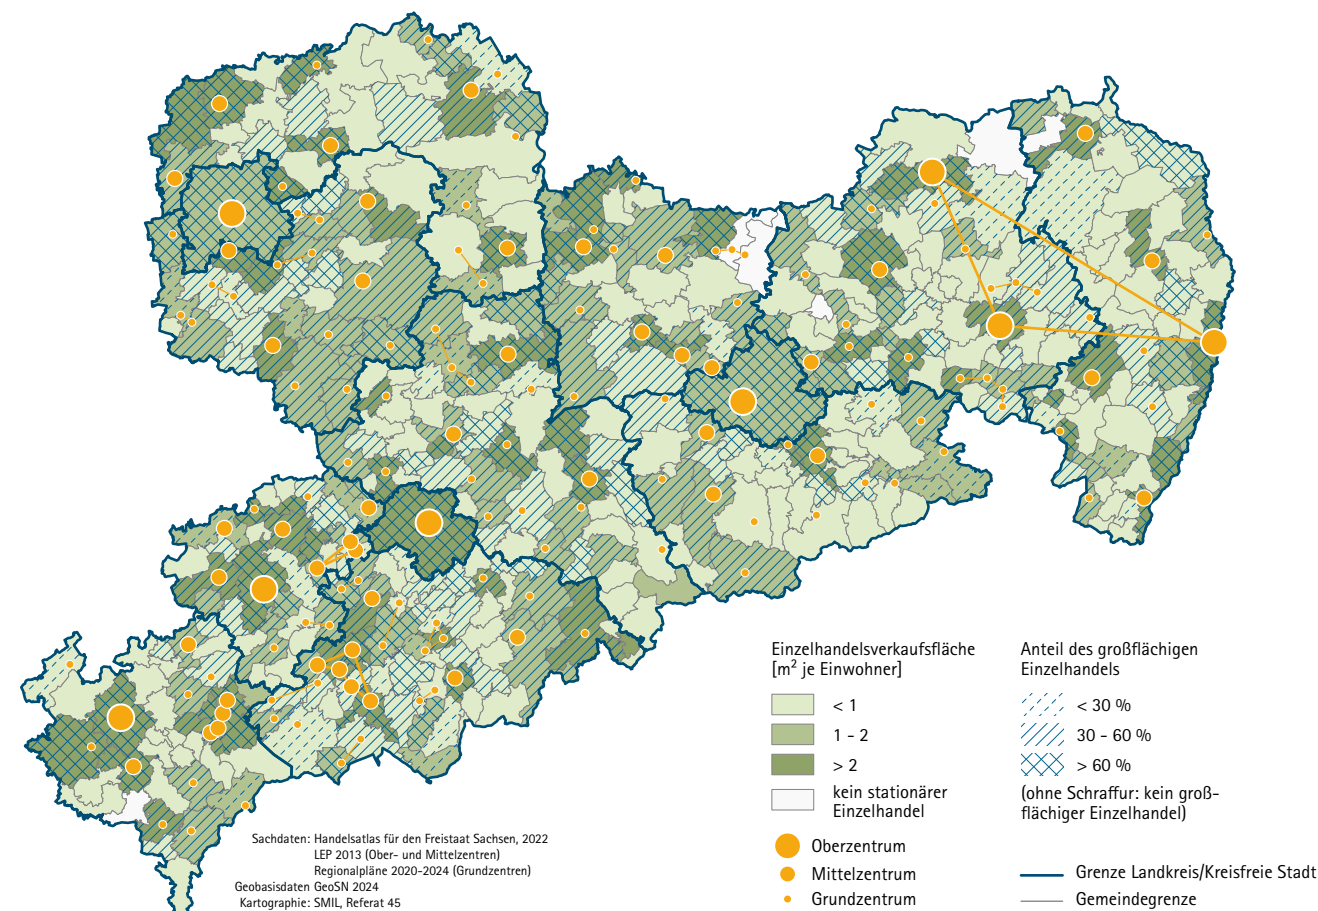 Einzelhandelsverkaufsfläche
[m² je Einwohner]
< 1
1 - 2
> 2
kein stationärer
Einzelhandel
Oberzentrum
Mittelzentrum
Grundzentrum
Anteil des großflächigen
Einzelhandels
< 30 %
30 - 60 %
> 60 %
(ohne Schraffur: kein groß-
flächiger Einzelhandel)
Grenze Landkreis/Kreisfreie Stadt
Gemeindegrenze
Sachdaten: Handelsatlas für den Freistaat Sachsen, 2022
LEP 2013 (Ober- und Mittelzentren)
Regionalpläne 2020-2024 (Grundzentren)
Geobasisdaten GeoSN 2024
Kartographie: SMIL, Referat 45